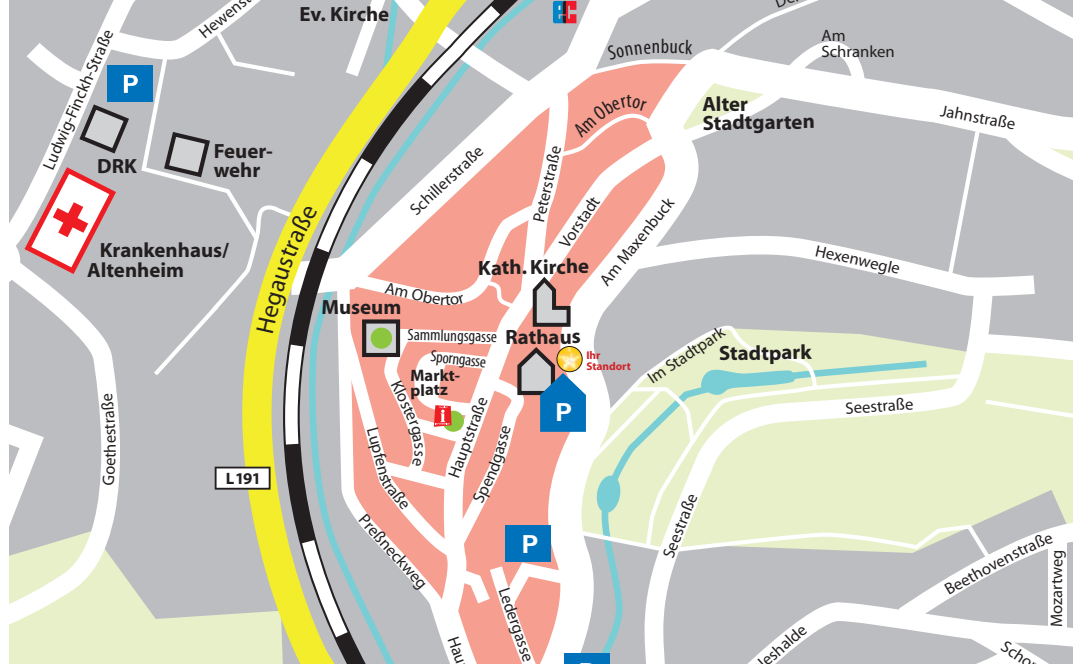 Ev. Kirche
Sonnenbuck
Am
Schranken
Ludwig-Finckh-Straße
P
DRK
Feuer-
wehr
Krankenhaus/
Altenheim
Am Obertor
Alter
Stadtgarten
Jahnstraße
Schillerstraße
Peterstraße
Vorstadt
Am Maxenbuck
Hexenwegle
Hegaustraße
Kath. Kirche
Am Obertor
Museum
Sammlungsgasse
Rathaus
Ihr
Standort
Sporngasse
Markt-
platz
i
P
Im Stadtpark
Stadtpark
Seestraße
Klostergasse
Hauptstraße
Spendgasse
Lupfenstraße
Goethestraße
L191
Preßneckweg
P
Seestraße
Beethovenstraße
Mozartweg
Ledergasse